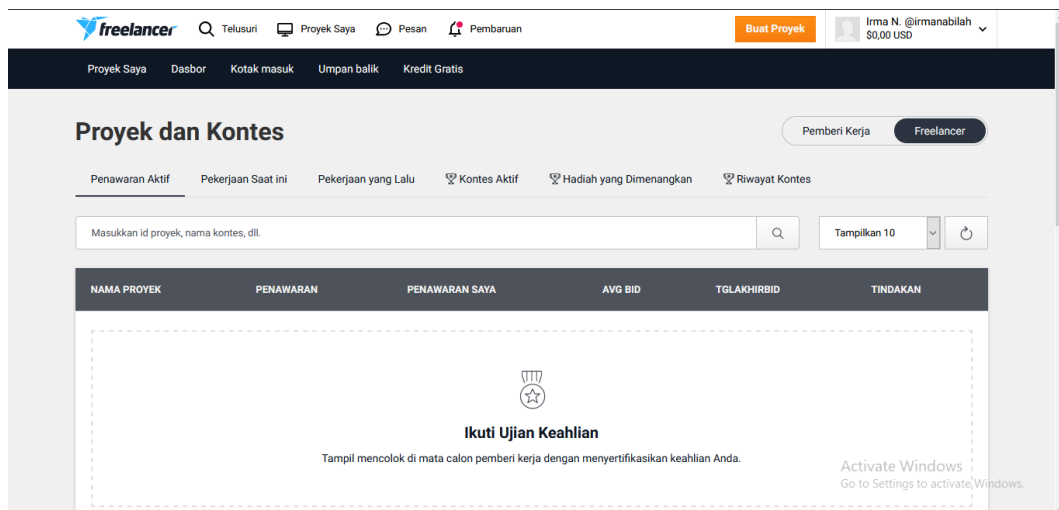 freelancer Telusuri Proyek Saya Pesan Pembaruan Buat Proyek Irma N. @irmanabilah
$0,00 USD
Proyek Saya Dasbor Kotak masuk Umpan balik Kredit Gratis
Proyek dan Kontes Pemberi Kerja Freelancer
Penawaran Aktif Pekerjaan Saat ini Pekerjaan yang Lalu Kontes Aktif Hadiah yang Dimenangkan Riwayat Kontes
Masukkan id proyek, nama kontes, dll. Tampilkan 10
NAMA PROYEK PENAWARAN PENAWARAN SAYA AVG BID TGLAKHIRBID TINDAKAN
Ikuti Ujian Keahlian
Tampil mencolok di mata calon pemberi kerja dengan menyertifikasikan keahlian Anda.
Activate Windows
Go to Settings to activate Windows.